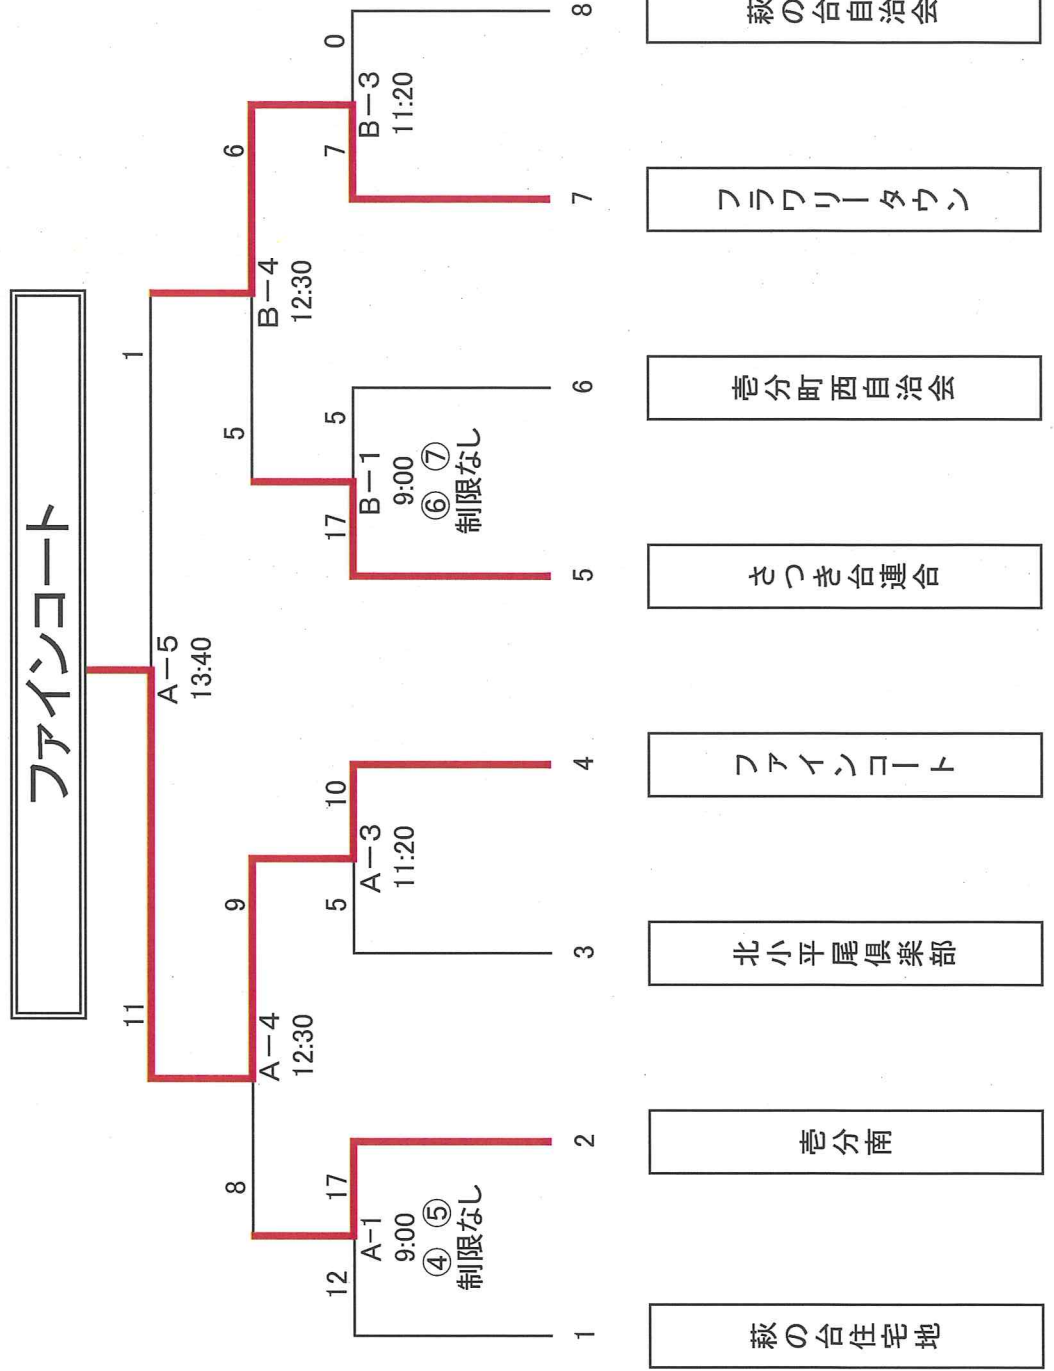 ファインコート
11
1
A－5
13:40
8
9
5
6
A－4
12:30
B－4
12:30
12
17
5
10
17
5
7
0
A-1
9:00
④ ⑤
制限なし
A－3
11:20
B－1
9:00
⑥ ⑦
制限なし
B－3
11:20
1
2
3
4
5
6
7
8
萩の台住宅地
壱分南
北小平尾倶楽部
ファインコート
さつき台連合
壱分町西自治会
フラワリータウン
萩の台自治会